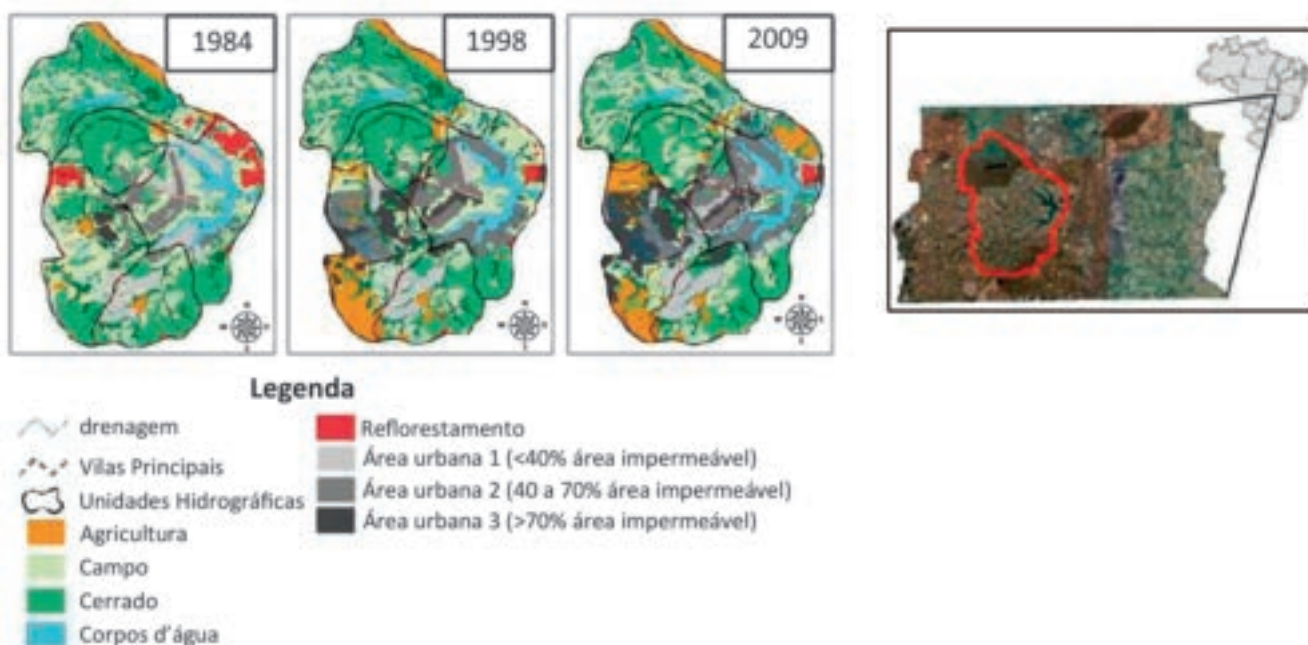 1984
1998
2009
Legenda
drenagem
Vilas Principais
Unidades Hidrográficas
Agricultura
Campo
Cerrado
Corpos d'água
Reflorestamento
Área urbana 1 (<40% área impermeável)
Área urbana 2 (40 a 70% área impermeável)
Área urbana 3 (>70% área impermeável)